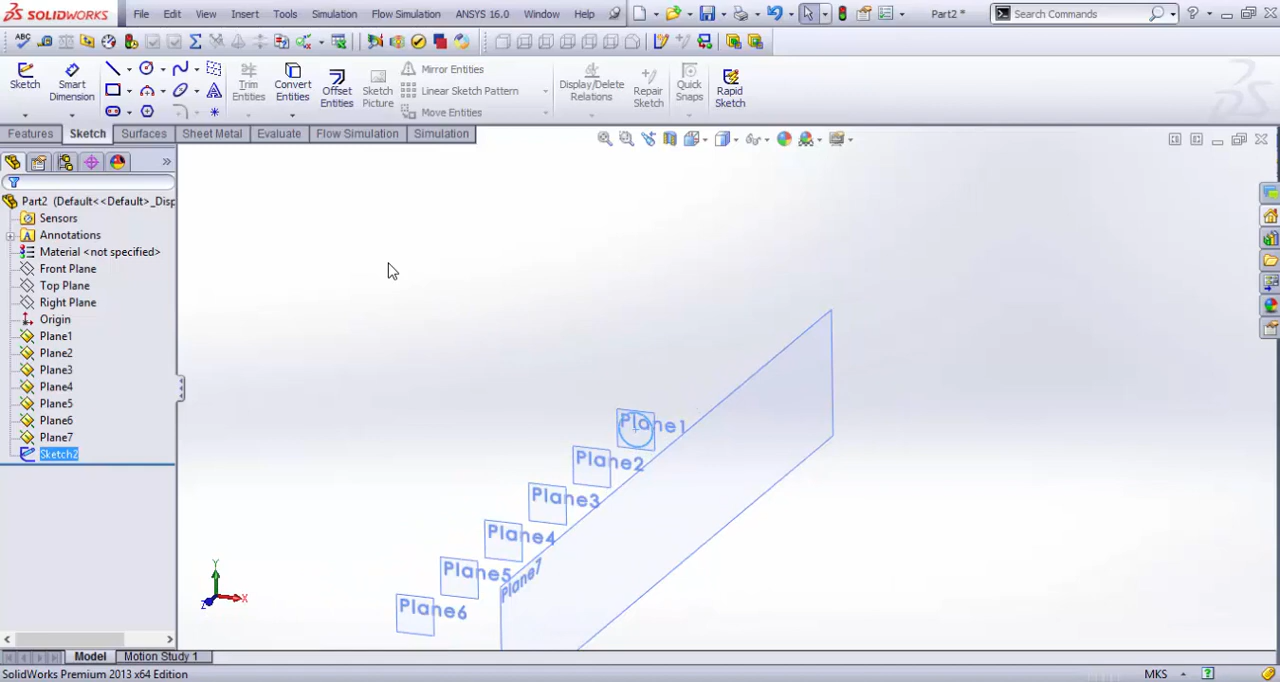 SOLIDWORKS File Edit View Insert Tools Simulation Flow Simulation ANSYS 16.0 Window Help Part2 * Search Commands
Sketch Smart Dimension Trim Entities Convert Entities Offset Entities Sketch Picture Mirror Entities Linear Sketch Pattern Move Entities Display/Delete Relations Repair Sketch Quick Snaps Rapid Sketch
Features Sketch Surfaces Sheet Metal Evaluate Flow Simulation Simulation
Part2 (Default<<Default>_Disp
Sensors
Annotations
Material <not specified>
Front Plane
Top Plane
Right Plane
Origin
Plane1
Plane2
Plane3
Plane4
Plane5
Plane6
Plane7
Sketch2
Plane1
Plane2
Plane3
Plane4
Plane5
Plane7
Plane6
Y
X
Z
Model Motion Study 1
SolidWorks Premium 2013 x64 Edition MKS